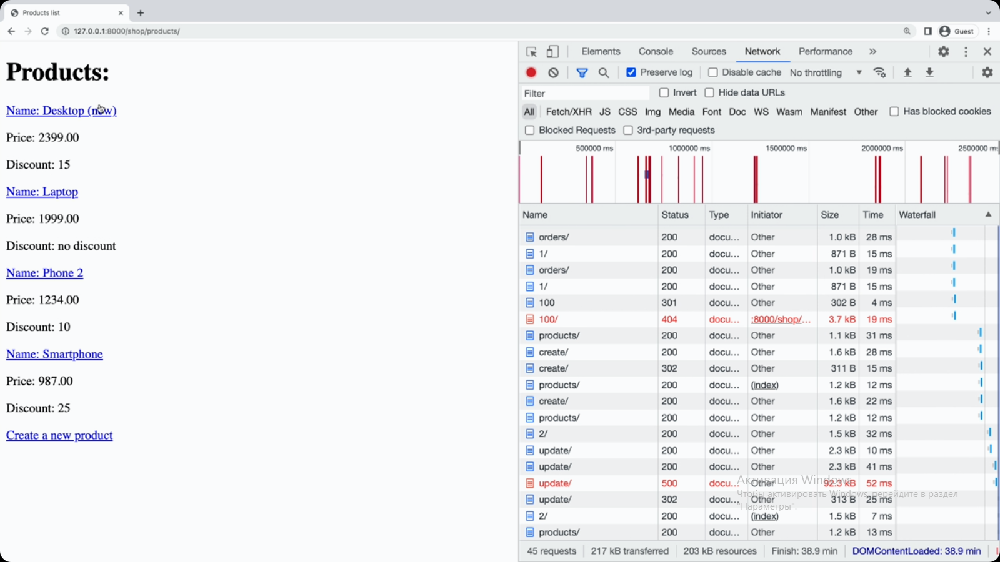 Products list
127.0.0.1:8000/shop/products/
Guest
Products:
Name: Desktop (new)
Price: 2399.00
Discount: 15
Name: Laptop
Price: 1999.00
Discount: no discount
Name: Phone 2
Price: 1234.00
Discount: 10
Name: Smartphone
Price: 987.00
Discount: 25
Create a new product
Elements Console Sources Network Performance
Preserve log Disable cache No throttling
Filter Invert Hide data URLs
All Fetch/XHR JS CSS Img Media Font Doc WS Wasm Manifest Other Has blocked cookies
Blocked Requests 3rd-party requests
500000 ms 1000000 ms 1500000 ms 2000000 ms 2500000 ms
Name Status Type Initiator Size Time Waterfall
orders/ 200 docu... Other 1.0 kB 28 ms
1/ 200 docu... Other 871 B 15 ms
orders/ 200 docu... Other 1.0 kB 19 ms
1/ 200 docu... Other 871 B 15 ms
100 301 docu... Other 302 B 4 ms
100/ 404 docu... :8000/shop/... 3.7 kB 19 ms
products/ 200 docu... Other 1.1 kB 31 ms
create/ 200 docu... Other 1.6 kB 28 ms
create/ 302 docu... Other 311 B 15 ms
products/ 200 docu... (index) 1.2 kB 12 ms
create/ 200 docu... Other 1.6 kB 22 ms
products/ 200 docu... Other 1.2 kB 12 ms
2/ 200 docu... Other 1.5 kB 32 ms
update/ 200 docu... Other 2.3 kB 10 ms
update/ 200 docu... Other 2.3 kB 41 ms
update/ 500 docu... Other 92.3 kB 52 ms
update/ 302 docu... Other 313 B 25 ms
2/ 200 docu... (index) 1.5 kB 7 ms
products/ 200 docu... Other 1.2 kB 13 ms
Активация Windows
Чтобы активировать Windows, перейдите в раздел
"Параметры".
45 requests 217 kB transferred 203 kB resources Finish: 38.9 min DOMContentLoaded: 38.9 min